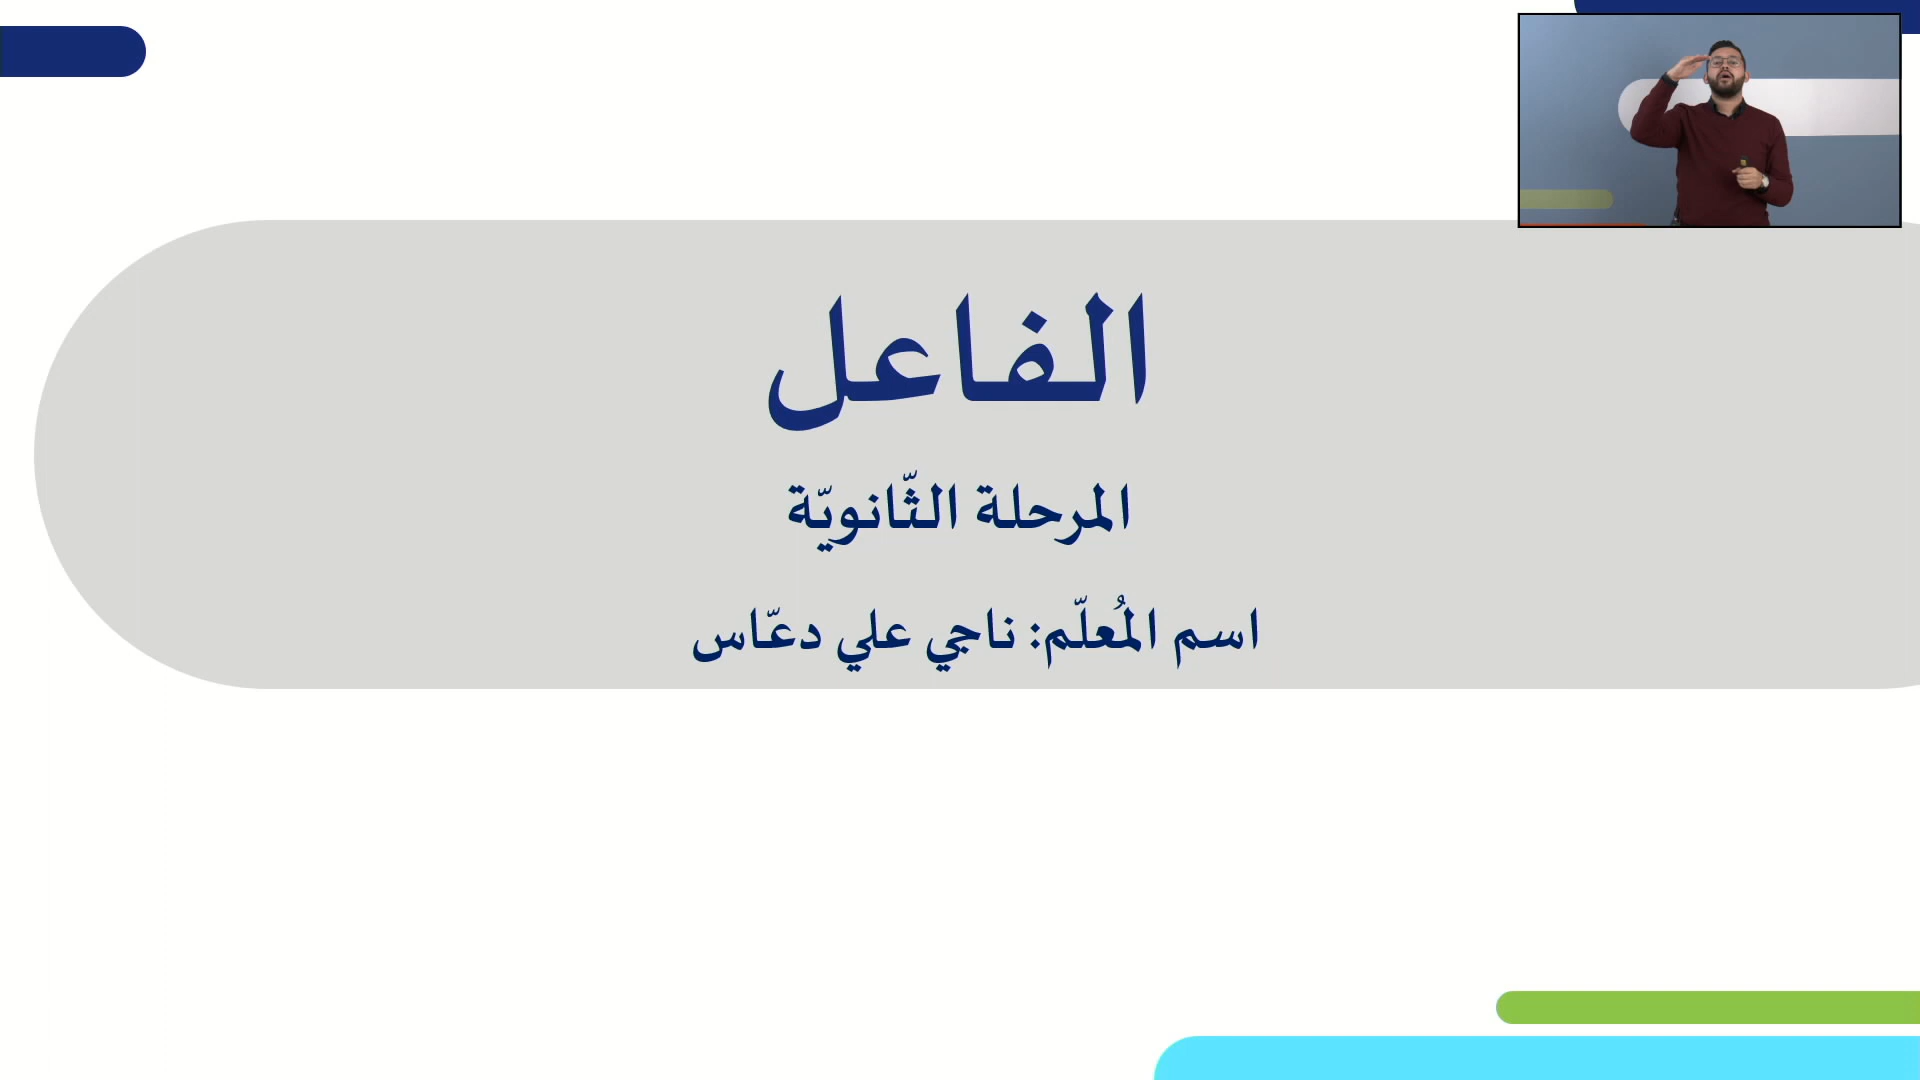 الفاعل
المرحلة الثّانويّة
اسم المُعلّم: ناجي علي دعّاس